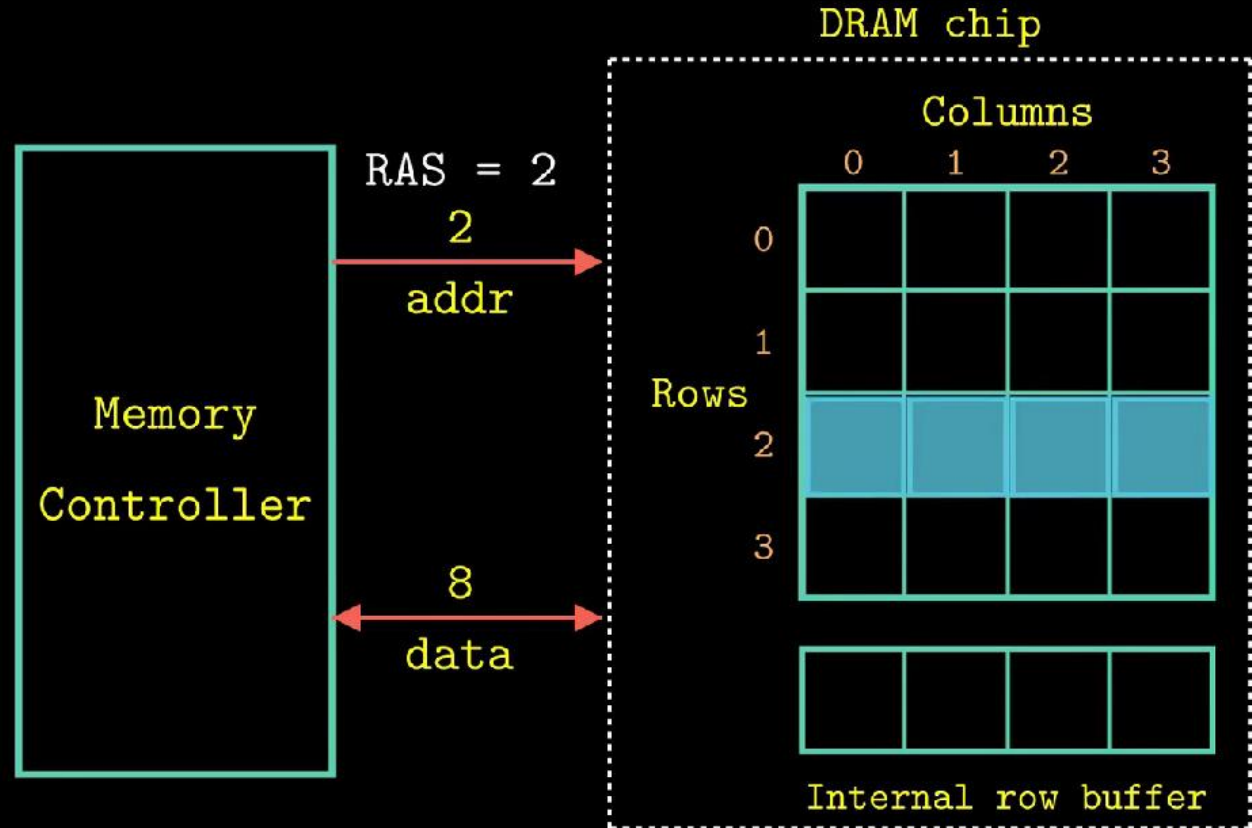 DRAM chip
Columns
0 1 2 3
RAS = 2
2
addr
0
1
Rows
2
3
Memory
Controller
8
data
Internal row buffer